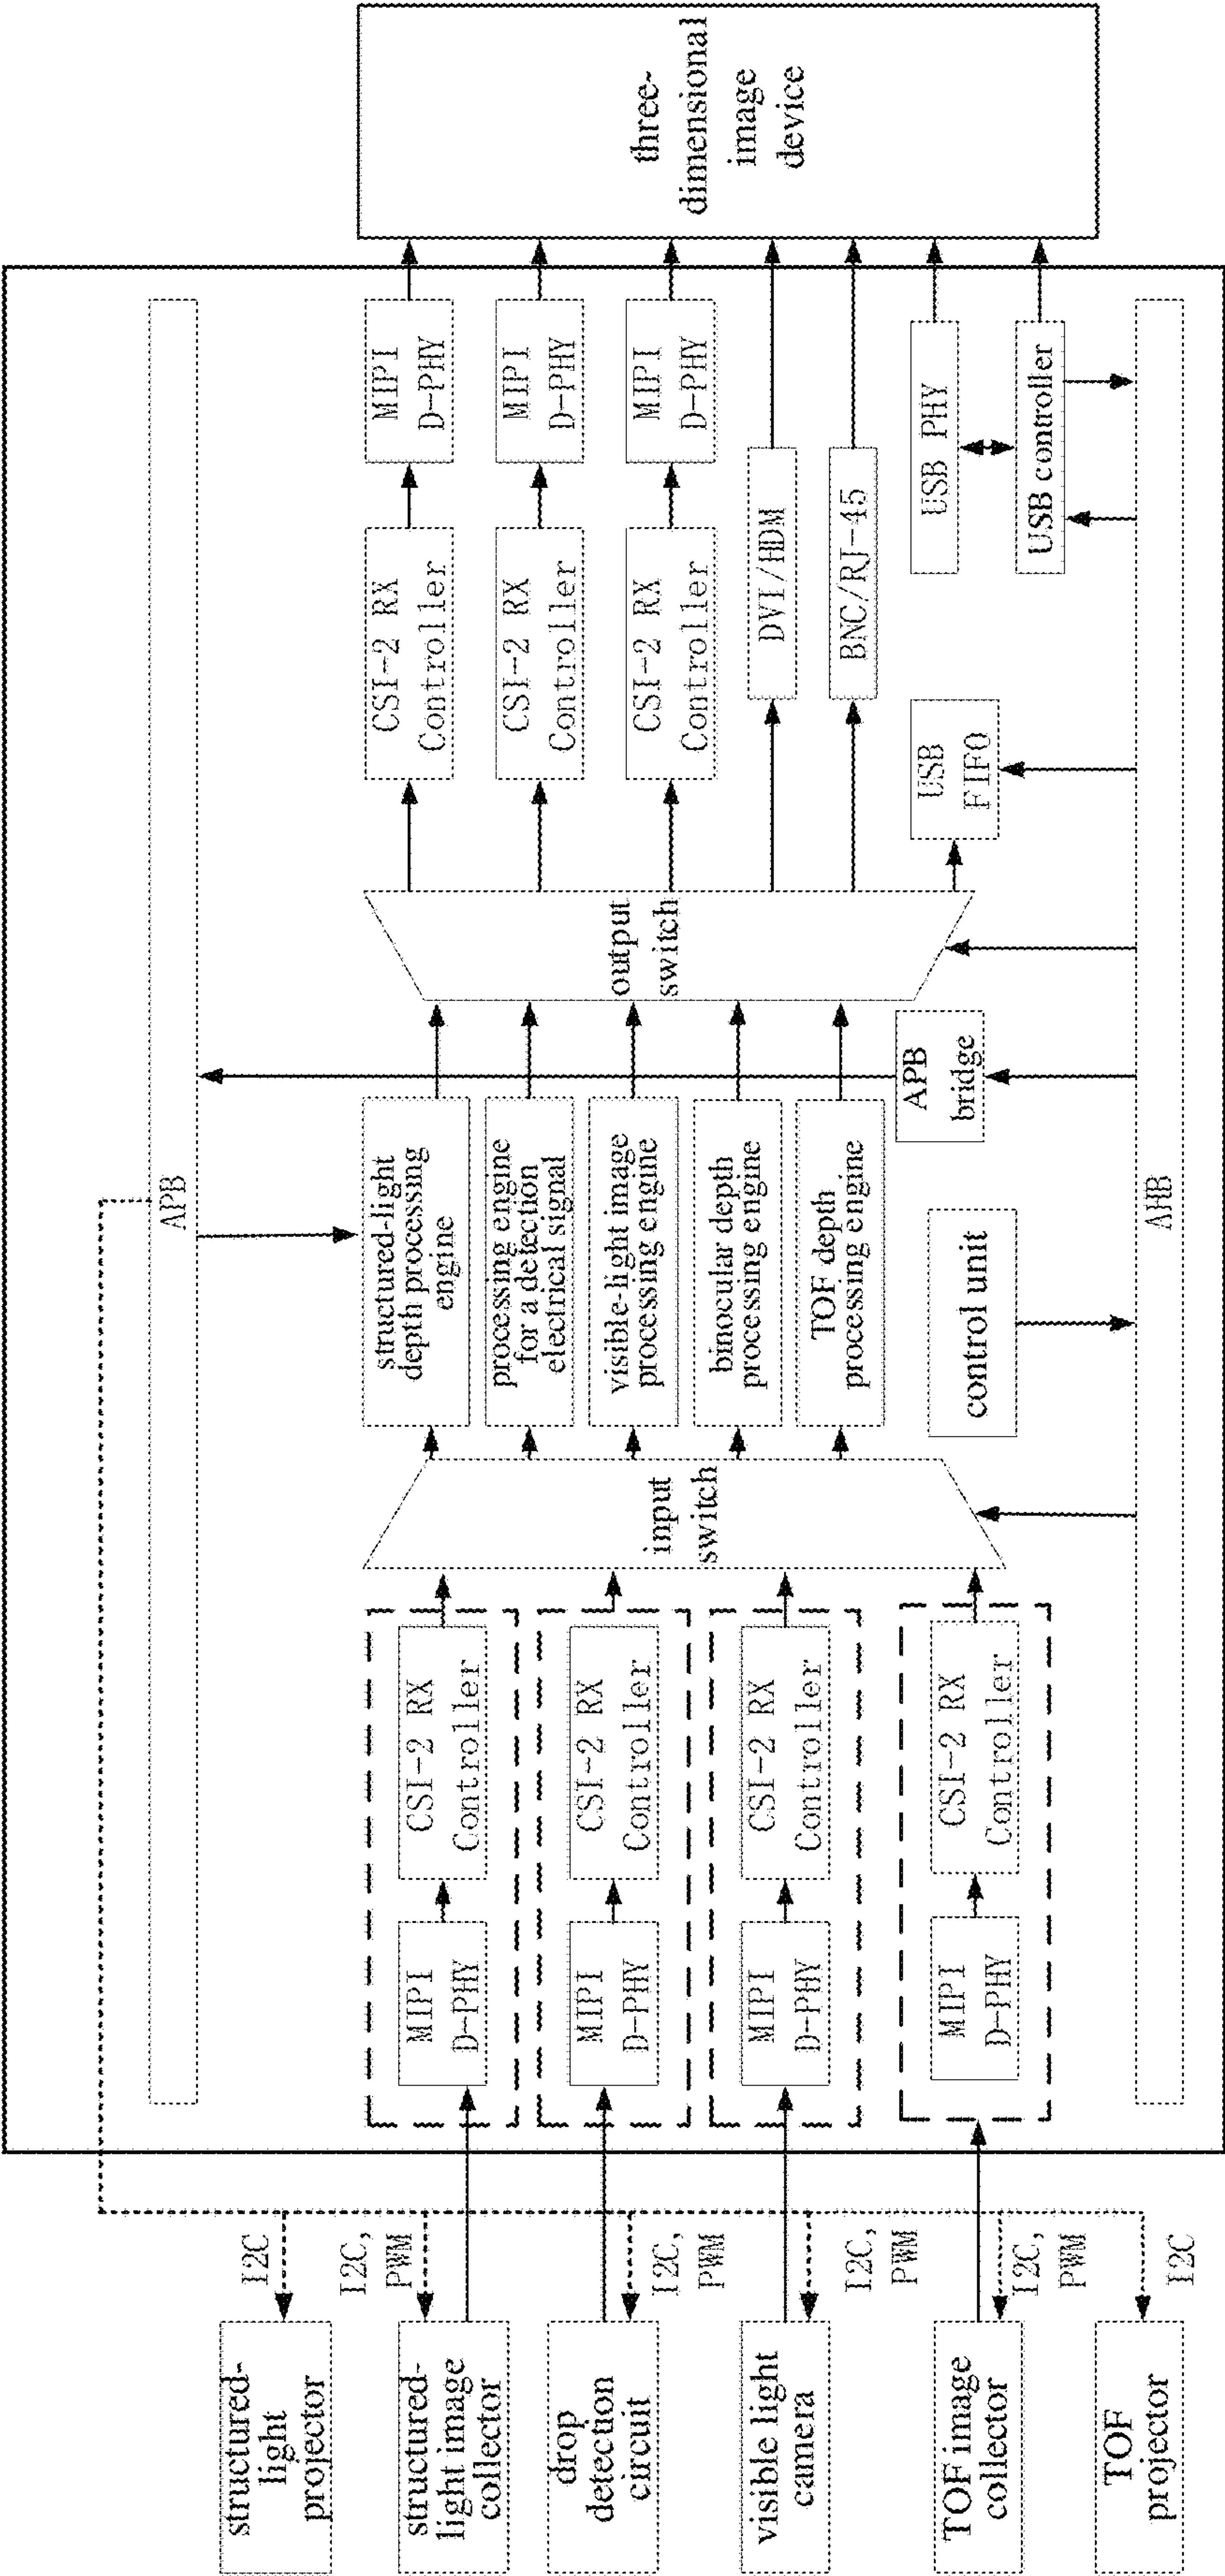 structured-
light
projector
structured-
light image
collector
drop
detection
circuit
visible light
camera
TOF image
collector
TOF
projector
I2C
I2C,
PWM
I2C,
PWM
I2C,
PWM
I2C,
PWM
I2C
APB
MIPI
D-PHY
CSI-2 RX
Controller
MIPI
D-PHY
CSI-2 RX
Controller
MIPI
D-PHY
CSI-2 RX
Controller
MIPI
D-PHY
CSI-2 RX
Controller
input
switch
structured-light
depth processing
engine
processing engine
for a detection
electrical signal
visible-light image
processing engine
binocular depth
processing engine
TOF depth
processing engine
control unit
APB
bridge
output
switch
CSI-2 RX
Controller
MIPI
D-PHY
CSI-2 RX
Controller
MIPI
D-PHY
CSI-2 RX
Controller
MIPI
D-PHY
DVI/HDM
BNC/RJ-45
USB
FIFO
USB PHY
USB controller
AHB
three-
dimensional
image
device